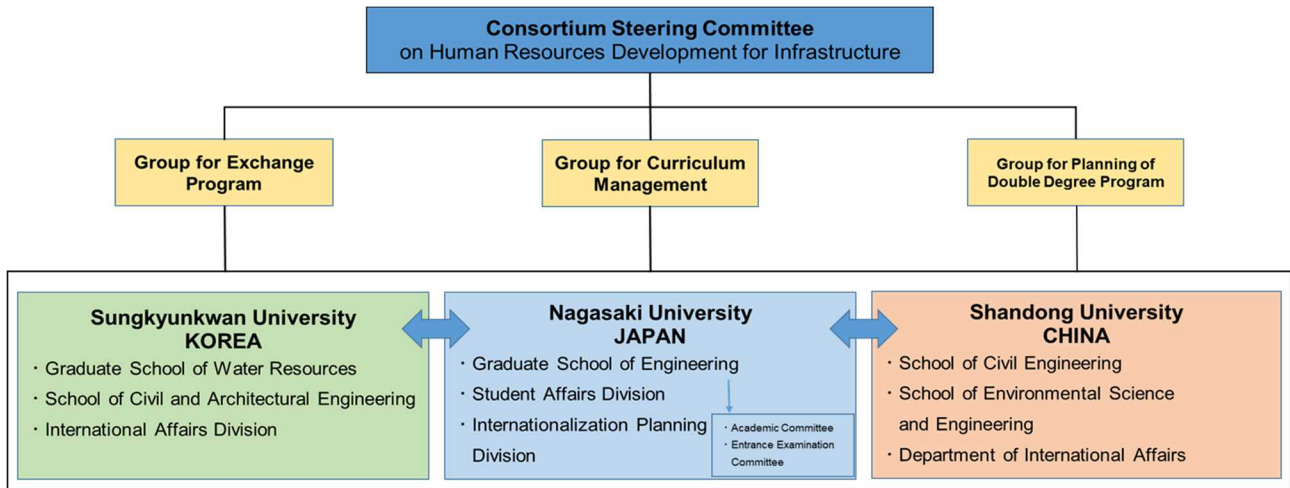 Consortium Steering Committee
on Human Resources Development for Infrastructure
Group for Exchange
Program
Group for Curriculum
Management
Group for Planning of
Double Degree Program
Sungkyunkwan University
KOREA
・Graduate School of Water Resources
・School of Civil and Architectural Engineering
・International Affairs Division
Nagasaki University
JAPAN
・Graduate School of Engineering
・Student Affairs Division
・Internationalization Planning
Division
・Academic Committee
・Entrance Examination
Committee
Shandong University
CHINA
・School of Civil Engineering
・School of Environmental Science
and Engineering
・Department of International Affairs